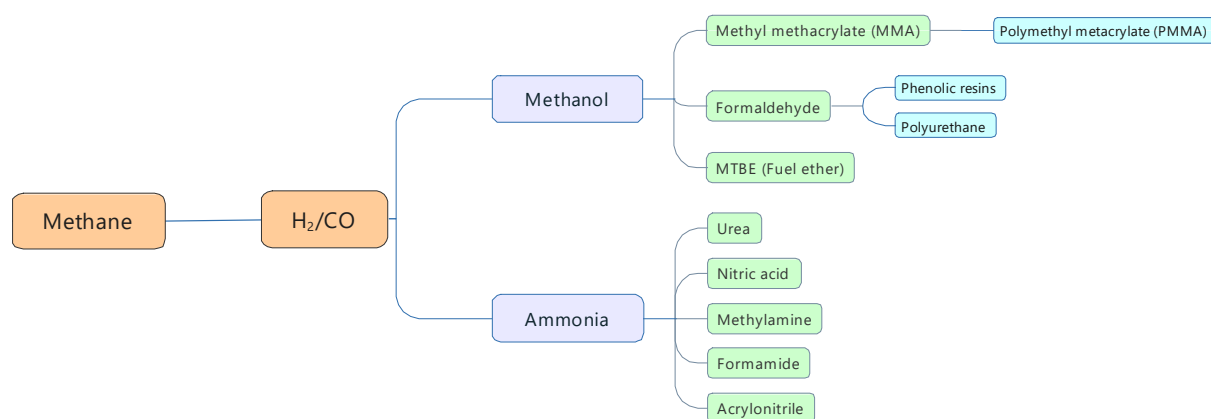 Methane
H₂/CO
Methanol
Methyl methacrylate (MMA)
Polymethyl metacrylate (PMMA)
Formaldehyde
Phenolic resins
Polyurethane
MTBE (Fuel ether)
Ammonia
Urea
Nitric acid
Methylamine
Formamide
Acrylonitrile